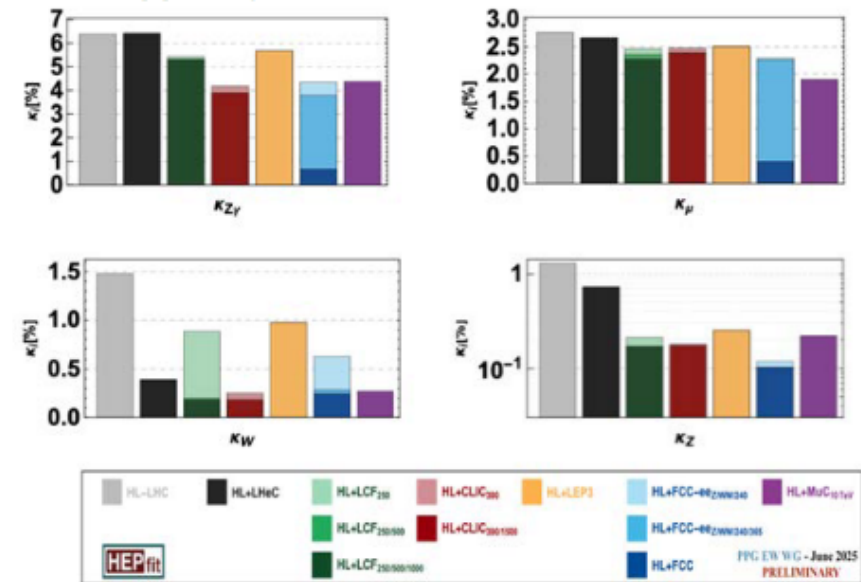 7
6
5
4
3
2
1
0
κi[%]
κZγ
3.0
2.5
2.0
1.5
1.0
0.5
0.0
κi[%]
κμ
1.5
1.0
0.5
0.0
κi[%]
κW
1
10−1
κi[%]
κZ
HL−LHC HL+LHeC HL+LCF250 HL+CLIC380 HL+LEP3 HL+FCC−eeZ/WW/240 HL+MuC10TeV
HL+LCF250/500 HL+CLIC380/1500 HL+FCC−eeZ/WW/240/365
HL+LCF250/500/1000 HL+FCC
HEPfit
PPG EW WG - June 2025
PRELIMINARY